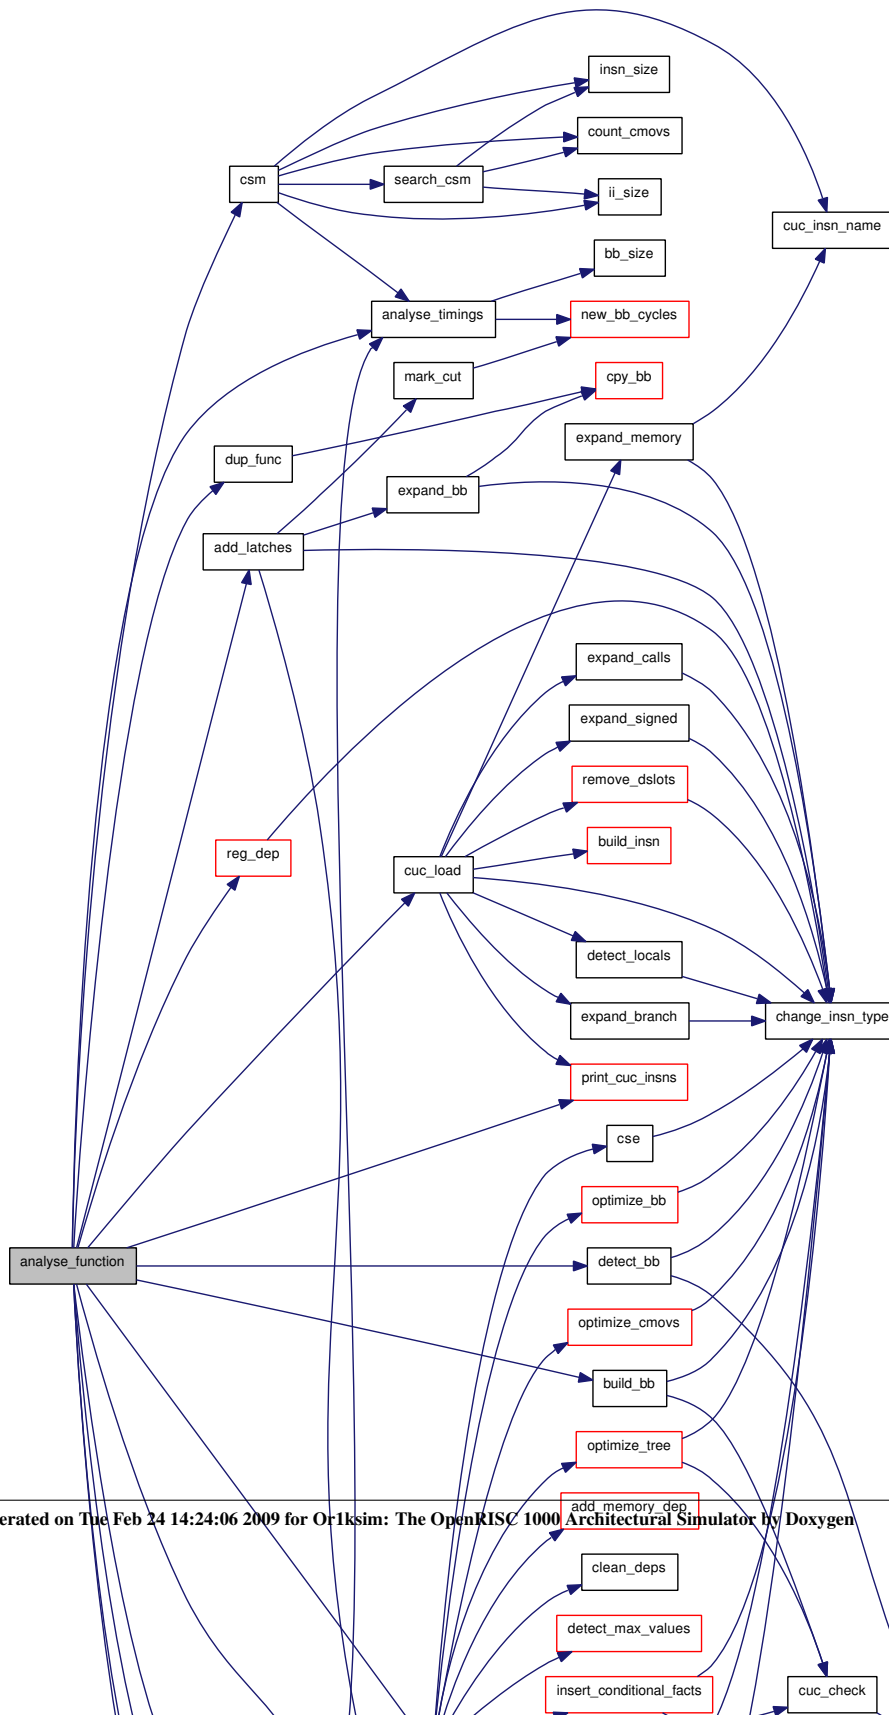 insn_size
count_cmovs
csm
search_csm
ii_size
cuc_insn_name
bb_size
analyse_timings
new_bb_cycles
mark_cut
cpy_bb
expand_memory
dup_func
expand_bb
add_latches
expand_calls
expand_signed
remove_dslots
build_insn
reg_dep
cuc_load
detect_locals
expand_branch
change_insn_type
print_cuc_insns
cse
optimize_bb
analyse_function
detect_bb
optimize_cmovs
build_bb
optimize_tree
add_memory_dep
erated on Tue Feb 24 14:24:06 2009 for Or1ksim: The OpenRISC 1000 Architectural Simulator by Doxygen
clean_deps
detect_max_values
insert_conditional_facts
cuc_check